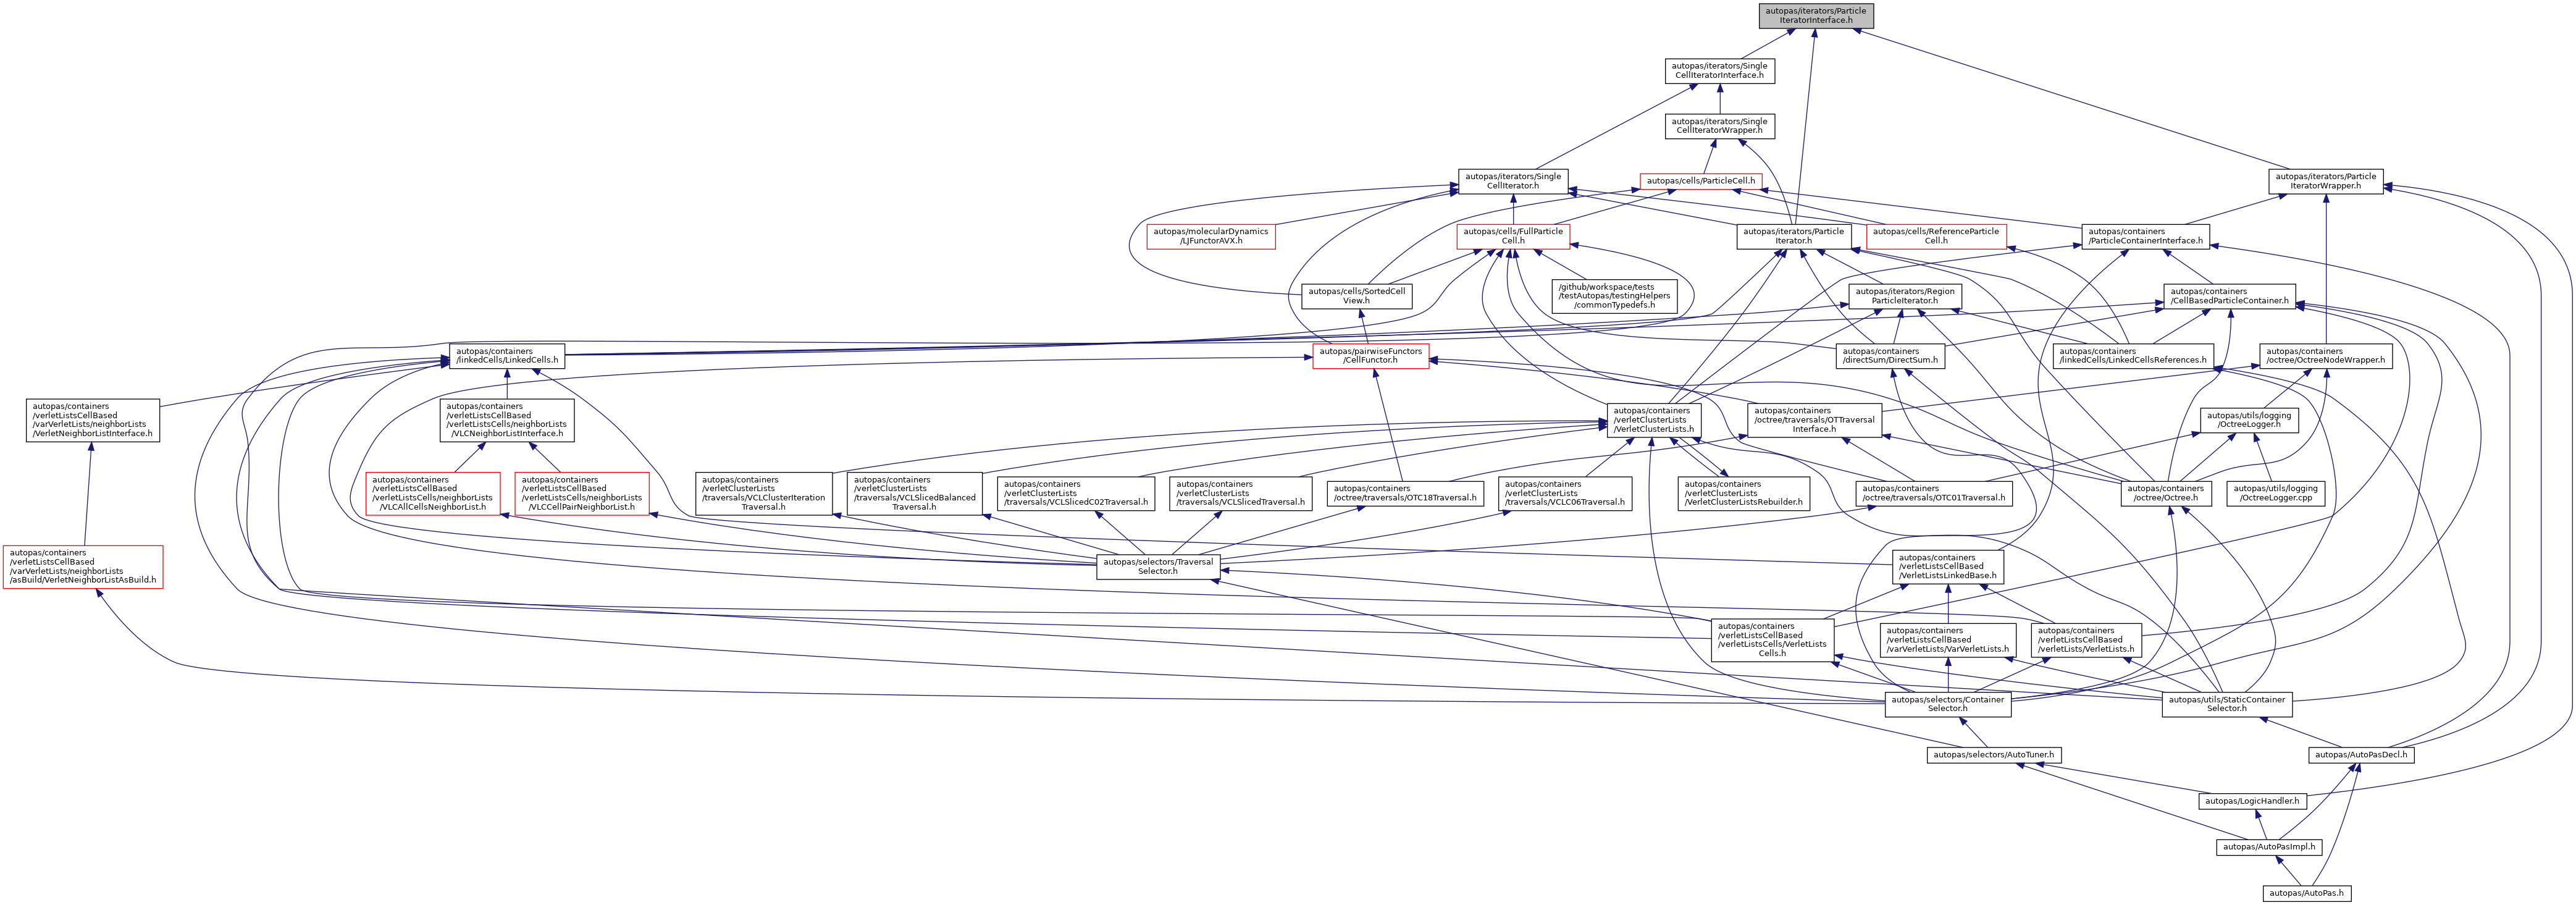 autopas/iterators/Particle
IteratorInterface.h
autopas/iterators/Single
CellIteratorInterface.h
autopas/iterators/Single
CellIteratorWrapper.h
autopas/iterators/Single
CellIterator.h
autopas/cells/ParticleCell.h
autopas/iterators/Particle
IteratorWrapper.h
autopas/molecularDynamics
/LJFunctorAVX.h
autopas/cells/FullParticle
Cell.h
autopas/iterators/Particle
Iterator.h
autopas/cells/ReferenceParticle
Cell.h
autopas/containers
/ParticleContainerInterface.h
autopas/cells/SortedCell
View.h
/github/workspace/tests
/testAutopas/testingHelpers
/commonTypedefs.h
autopas/iterators/Region
ParticleIterator.h
autopas/containers
/CellBasedParticleContainer.h
autopas/containers
/linkedCells/LinkedCells.h
autopas/pairwiseFunctors
/CellFunctor.h
autopas/containers
/directSum/DirectSum.h
autopas/containers
/linkedCells/LinkedCellsReferences.h
autopas/containers
/octree/OctreeNodeWrapper.h
autopas/containers
/verletListsCellBased
/varVerletLists/neighborLists
/VerletNeighborListInterface.h
autopas/containers
/verletListsCellBased
/verletListsCells/neighborLists
/VLCNeighborListInterface.h
autopas/containers
/verletClusterLists
/VerletClusterLists.h
autopas/containers
/octree/traversals/OTTraversal
Interface.h
autopas/utils/logging
/OctreeLogger.h
autopas/containers
/verletListsCellBased
/verletListsCells/neighborLists
/VLCAllCellsNeighborList.h
autopas/containers
/verletListsCellBased
/verletListsCells/neighborLists
/VLCCellPairNeighborList.h
autopas/containers
/verletClusterLists
/traversals/VCLClusterIteration
Traversal.h
autopas/containers
/verletClusterLists
/traversals/VCLSlicedBalanced
Traversal.h
autopas/containers
/verletClusterLists
/traversals/VCLSlicedC02Traversal.h
autopas/containers
/verletClusterLists
/traversals/VCLSlicedTraversal.h
autopas/containers
/octree/traversals/OTC18Traversal.h
autopas/containers
/verletClusterLists
/traversals/VCLC06Traversal.h
autopas/containers
/verletClusterLists
/VerletClusterListsRebuilder.h
autopas/containers
/octree/traversals/OTC01Traversal.h
autopas/containers
/octree/Octree.h
autopas/utils/logging
/OctreeLogger.cpp
autopas/containers
/verletListsCellBased
/varVerletLists/neighborLists
/asBuild/VerletNeighborListAsBuild.h
autopas/selectors/Traversal
Selector.h
autopas/containers
/verletListsCellBased
/VerletListsLinkedBase.h
autopas/containers
/verletListsCellBased
/verletListsCells/VerletLists
Cells.h
autopas/containers
/verletListsCellBased
/varVerletLists/VarVerletLists.h
autopas/containers
/verletListsCellBased
/verletLists/VerletLists.h
autopas/selectors/Container
Selector.h
autopas/utils/StaticContainer
Selector.h
autopas/selectors/AutoTuner.h
autopas/AutoPasDecl.h
autopas/LogicHandler.h
autopas/AutoPasImpl.h
autopas/AutoPas.h